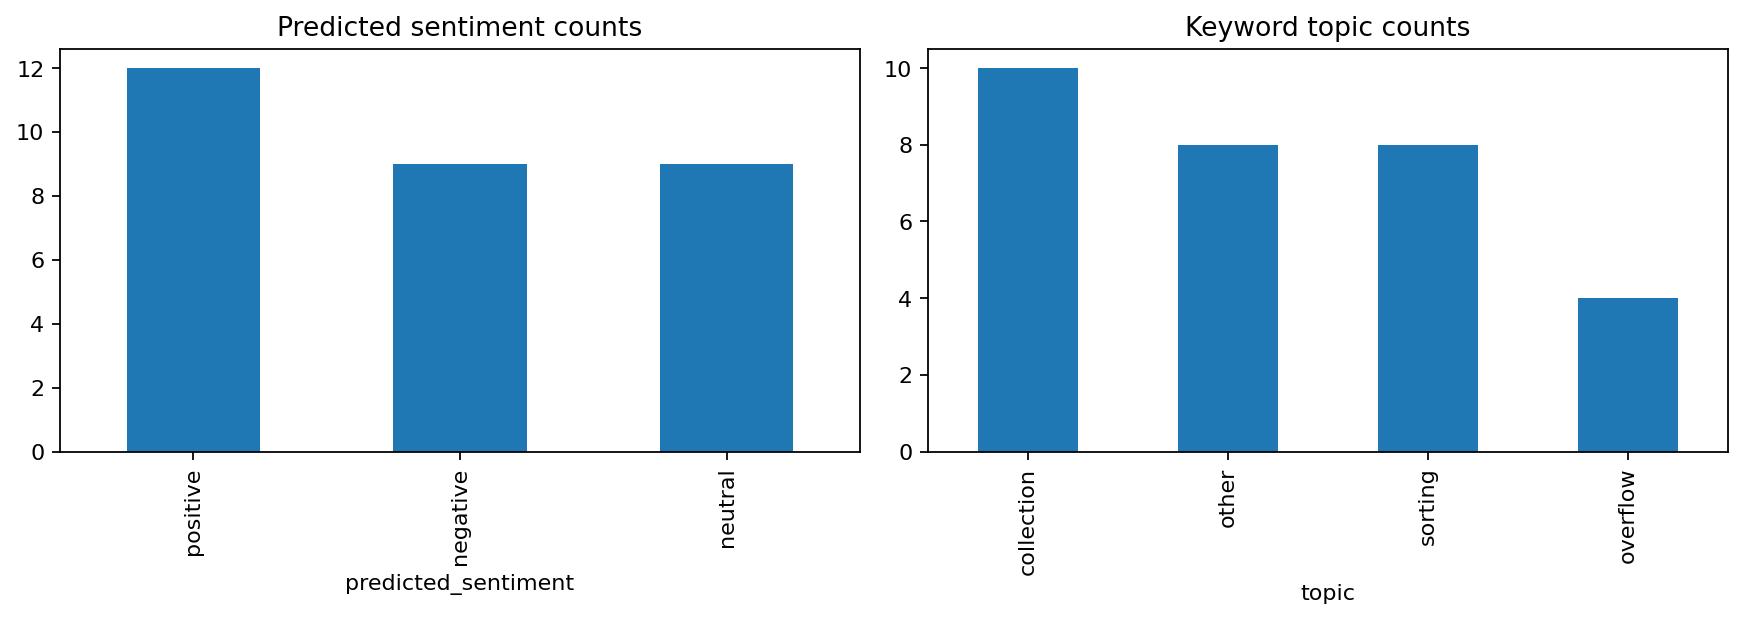 Predicted sentiment counts
12
10
8
6
4
2
0
positive
negative
neutral
predicted_sentiment
Keyword topic counts
10
8
6
4
2
0
collection
other
sorting
overflow
topic